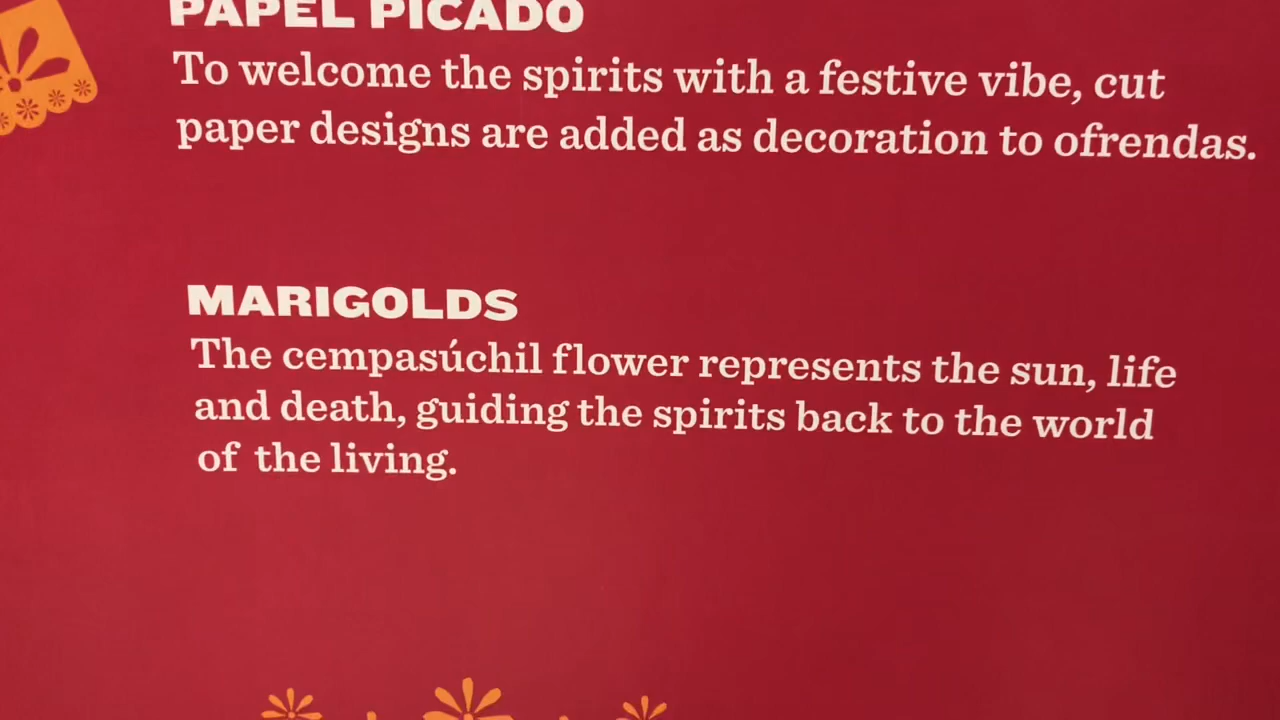 PAPEL PICADO
To welcome the spirits with a festive vibe, cut
paper designs are added as decoration to ofrendas.
MARIGOLDS
The cempasúchil flower represents the sun, life
and death, guiding the spirits back to the world
of the living.